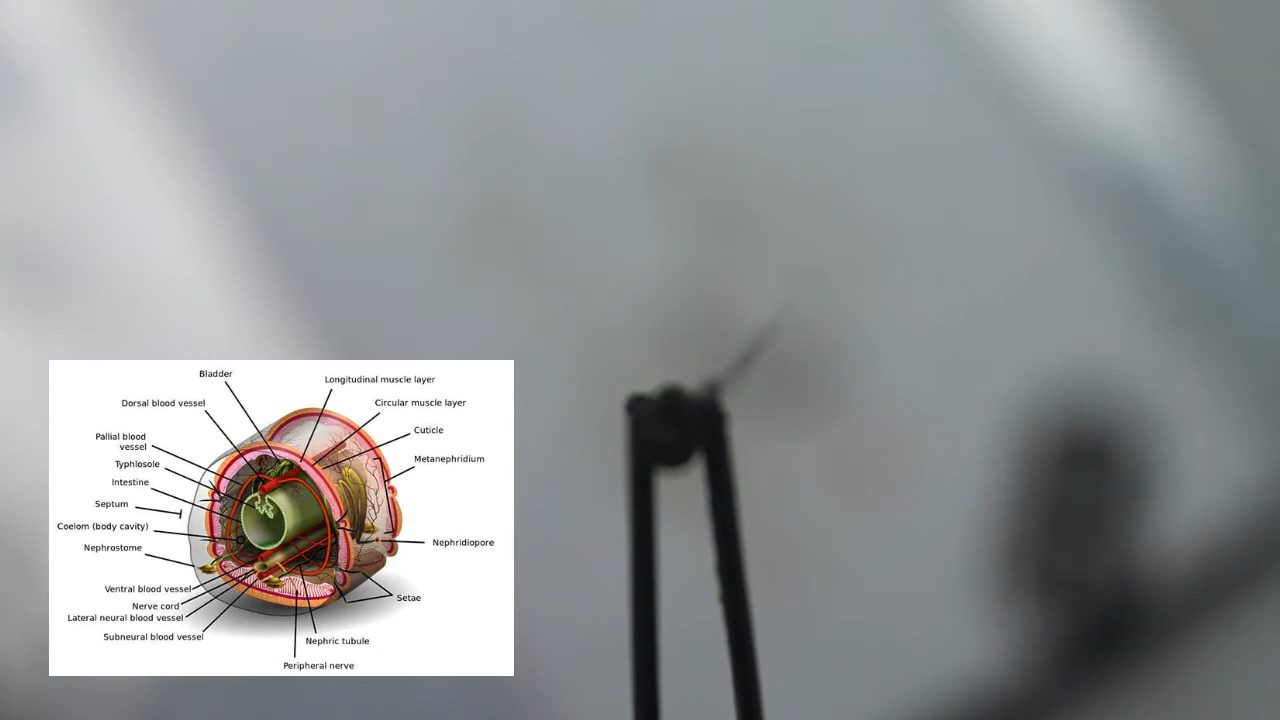 Bladder
Longitudinal muscle layer
Dorsal blood vessel
Circular muscle layer
Cuticle
Pallial blood
vessel
Metanephridium
Typhlosole
Intestine
Septum
Coelom (body cavity)
Nephridiopore
Nephrostome
Ventral blood vessel
Setae
Nerve cord
Lateral neural blood vessel
Subneural blood vessel
Nephric tubule
Peripheral nerve